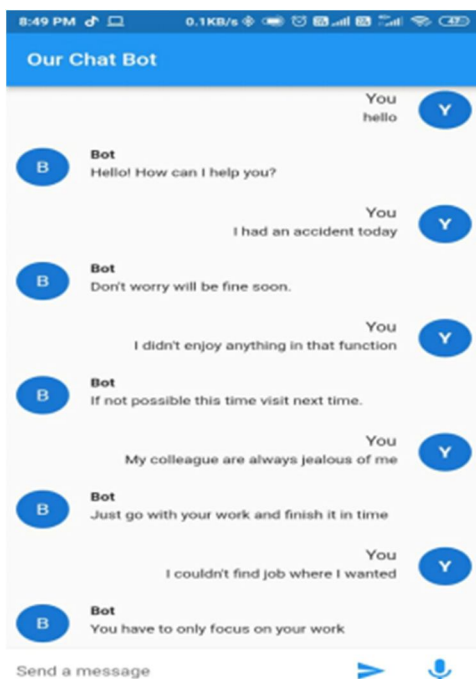 8:49 PM 0.1KB/s 47
Our Chat Bot
You
hello
Y
B
Bot
Hello! How can I help you?
You
I had an accident today
Y
B
Bot
Don't worry will be fine soon.
You
I didn't enjoy anything in that function
Y
B
Bot
If not possible this time visit next time.
You
My colleague are always jealous of me
Y
B
Bot
Just go with your work and finish it in time
You
I couldn't find job where I wanted
Y
B
Bot
You have to only focus on your work
Send a message